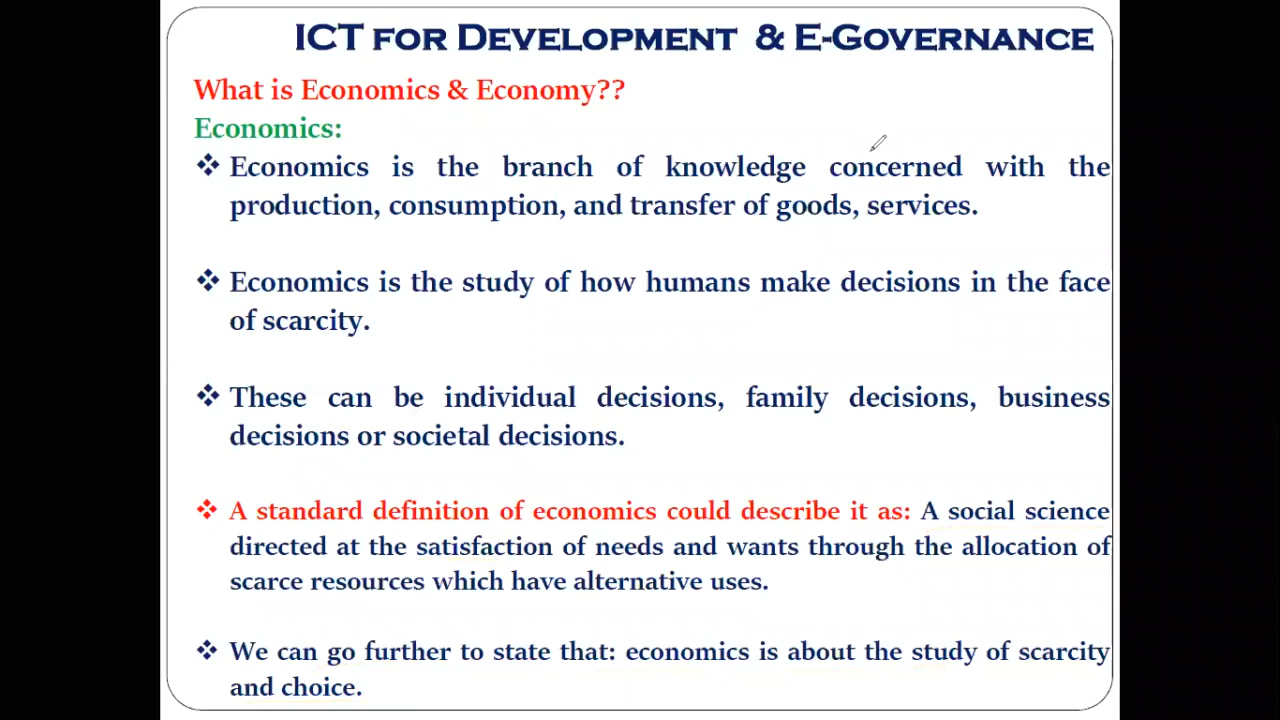 ICT FOR DEVELOPMENT & E-GOVERNANCE
What is Economics & Economy??
Economics:
❖ Economics is the branch of knowledge concerned with the
production, consumption, and transfer of goods, services.
❖ Economics is the study of how humans make decisions in the face
of scarcity.
❖ These can be individual decisions, family decisions, business
decisions or societal decisions.
❖ A standard definition of economics could describe it as: A social science
directed at the satisfaction of needs and wants through the allocation of
scarce resources which have alternative uses.
❖ We can go further to state that: economics is about the study of scarcity
and choice.